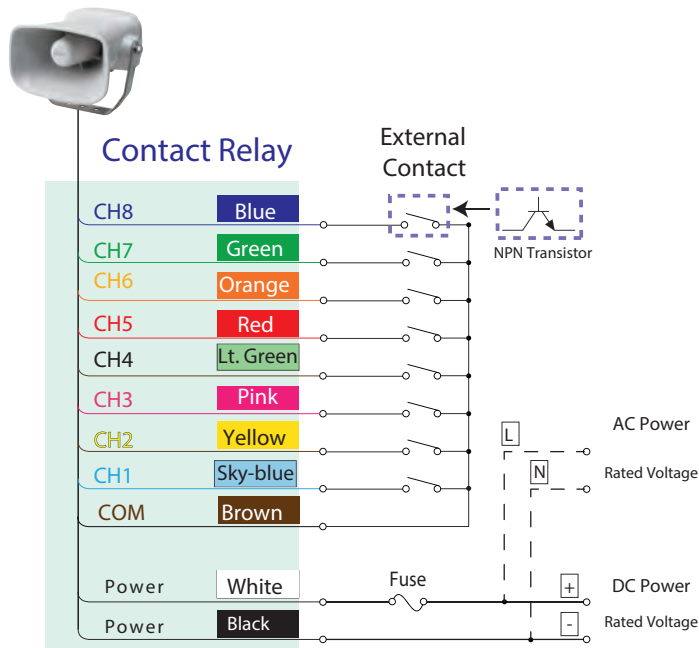 Contact Relay
External
Contact
NPN Transistor
CH8 Blue
CH7 Green
CH6 Orange
CH5 Red
CH4 Lt. Green
CH3 Pink
CH2 Yellow
CH1 Sky-blue
COM Brown
L AC Power
N Rated Voltage
Power White Fuse + DC Power
Power Black - Rated Voltage